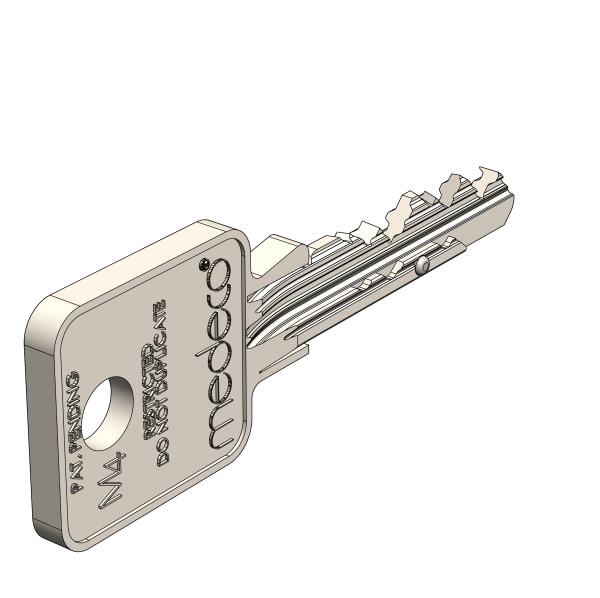 medeco
RESTRICTED
DO NOT DUPLICATE
M4
PAT. PENDING